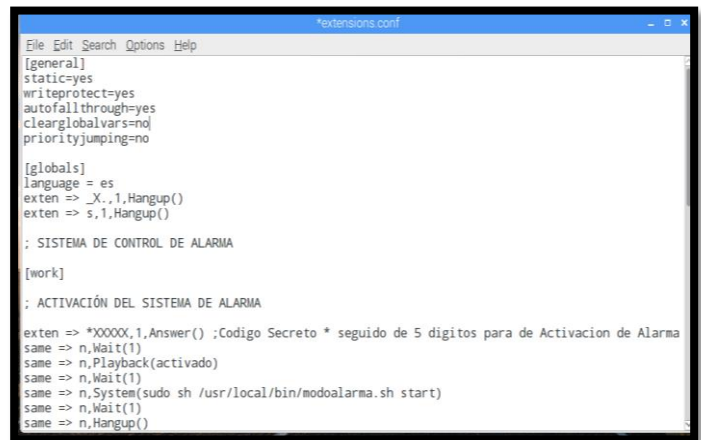 *extensions.conf
File Edit Search Options Help
[general]
static=yes
writeprotect=yes
autofallthrough=yes
clearglobalvars=no
priorityjumping=no
[globals]
language = es
exten => _X.,1,Hangup()
exten => s,1,Hangup()
; SISTEMA DE CONTROL DE ALARMA
[work]
; ACTIVACIÓN DEL SISTEMA DE ALARMA
exten => *XXXXX,1,Answer() ;Codigo Secreto * seguido de 5 digitos para de Activacion de Alarma
same => n,Wait(1)
same => n,Playback(activado)
same => n,Wait(1)
same => n,System(sudo sh /usr/local/bin/modoalarma.sh start)
same => n,Wait(1)
same => n,Hangup()